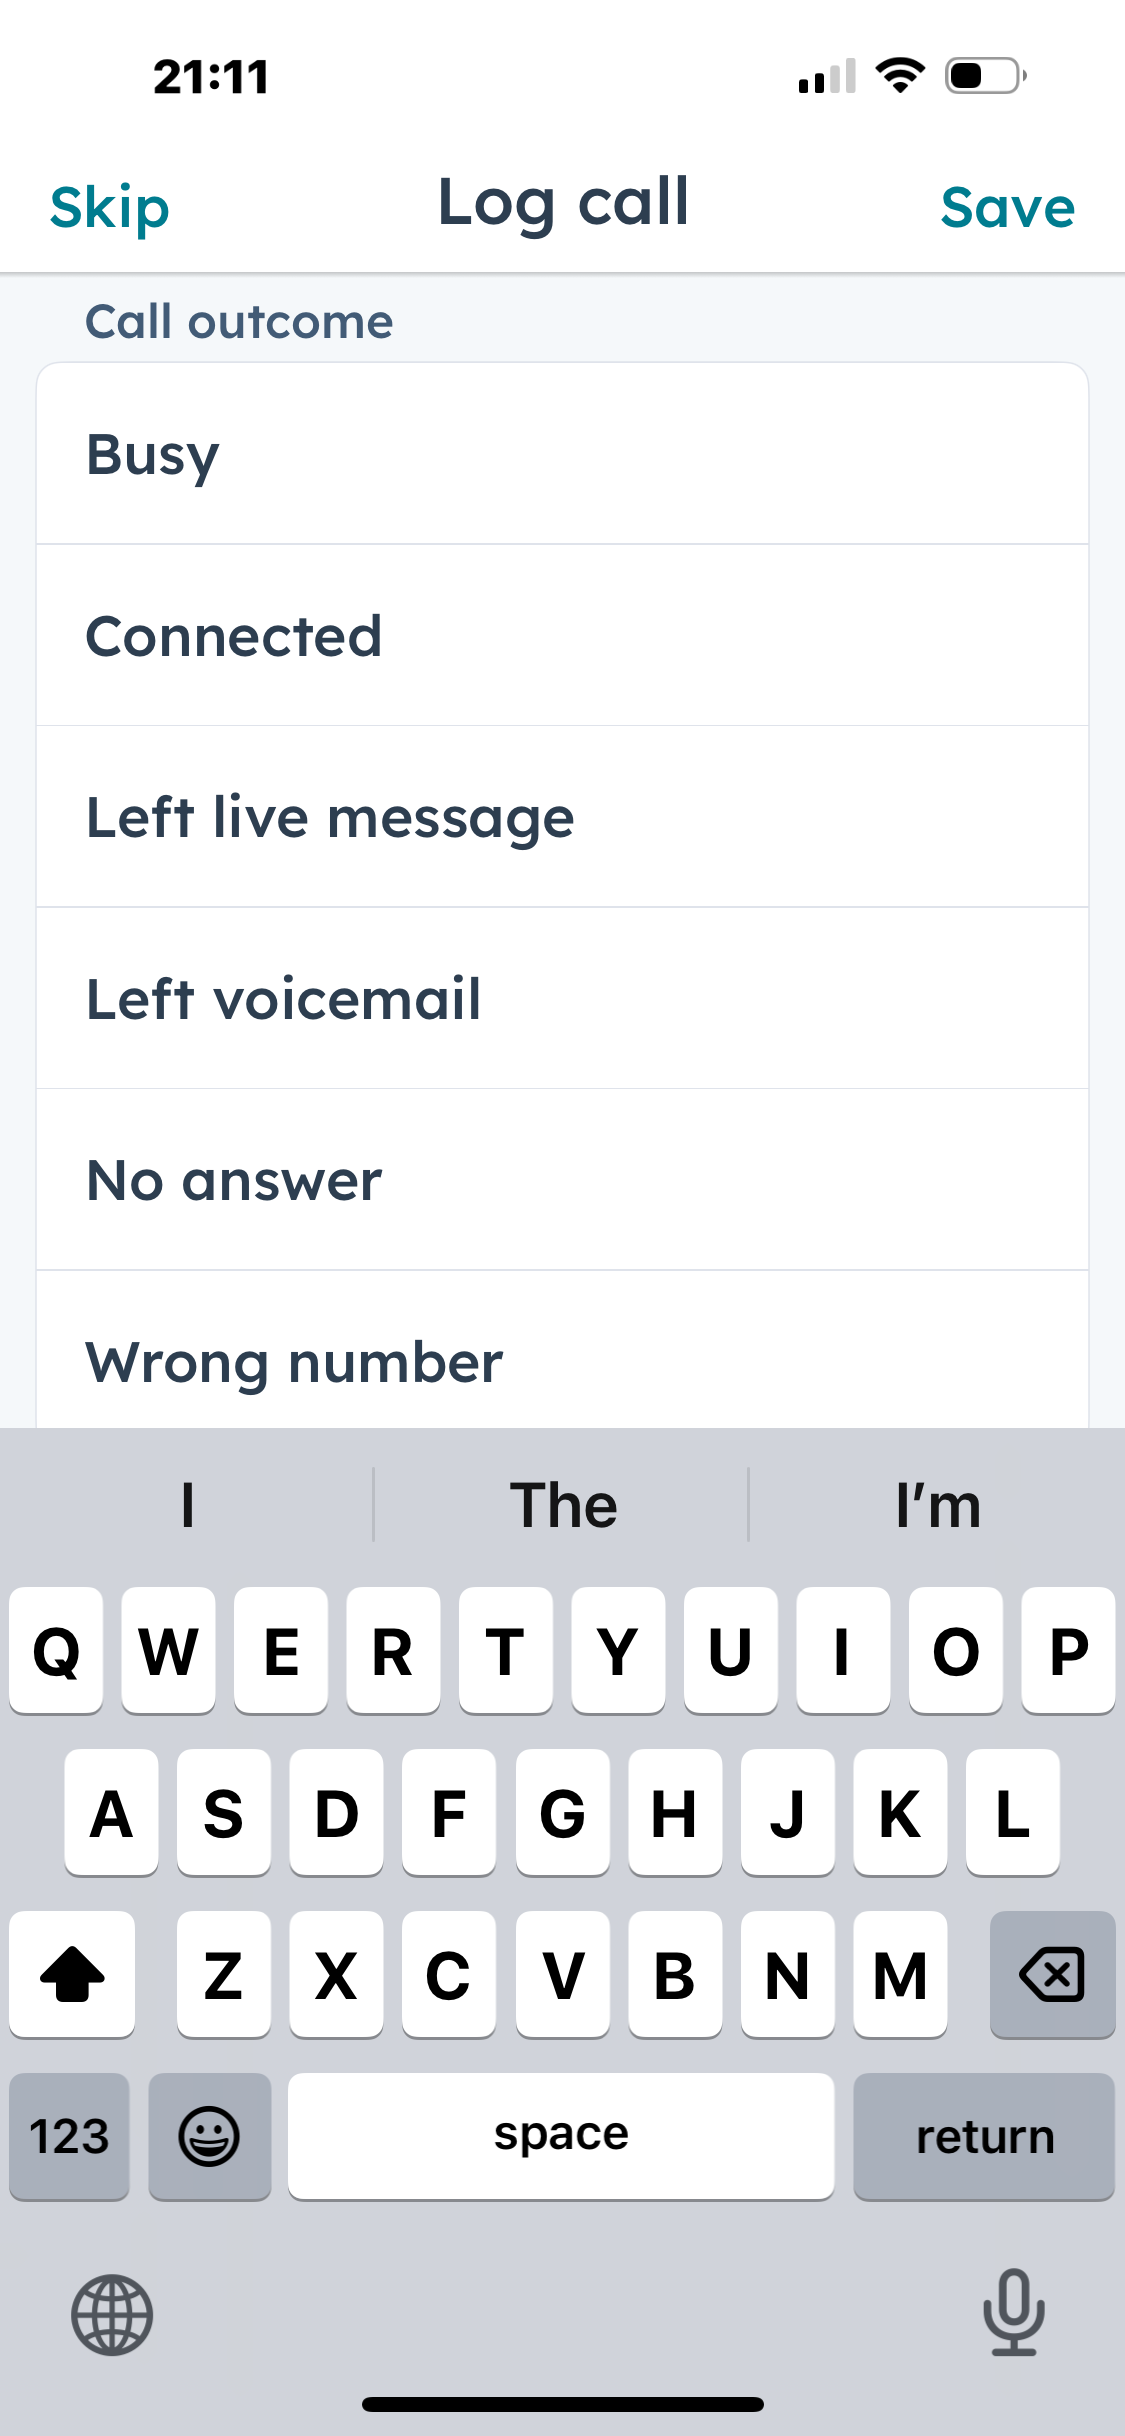 21:11
Skip Log call Save
Call outcome
Busy
Connected
Left live message
Left voicemail
No answer
Wrong number
I The I'm
Q W E R T Y U I O P
A S D F G H J K L
Z X C V B N M
123 space return